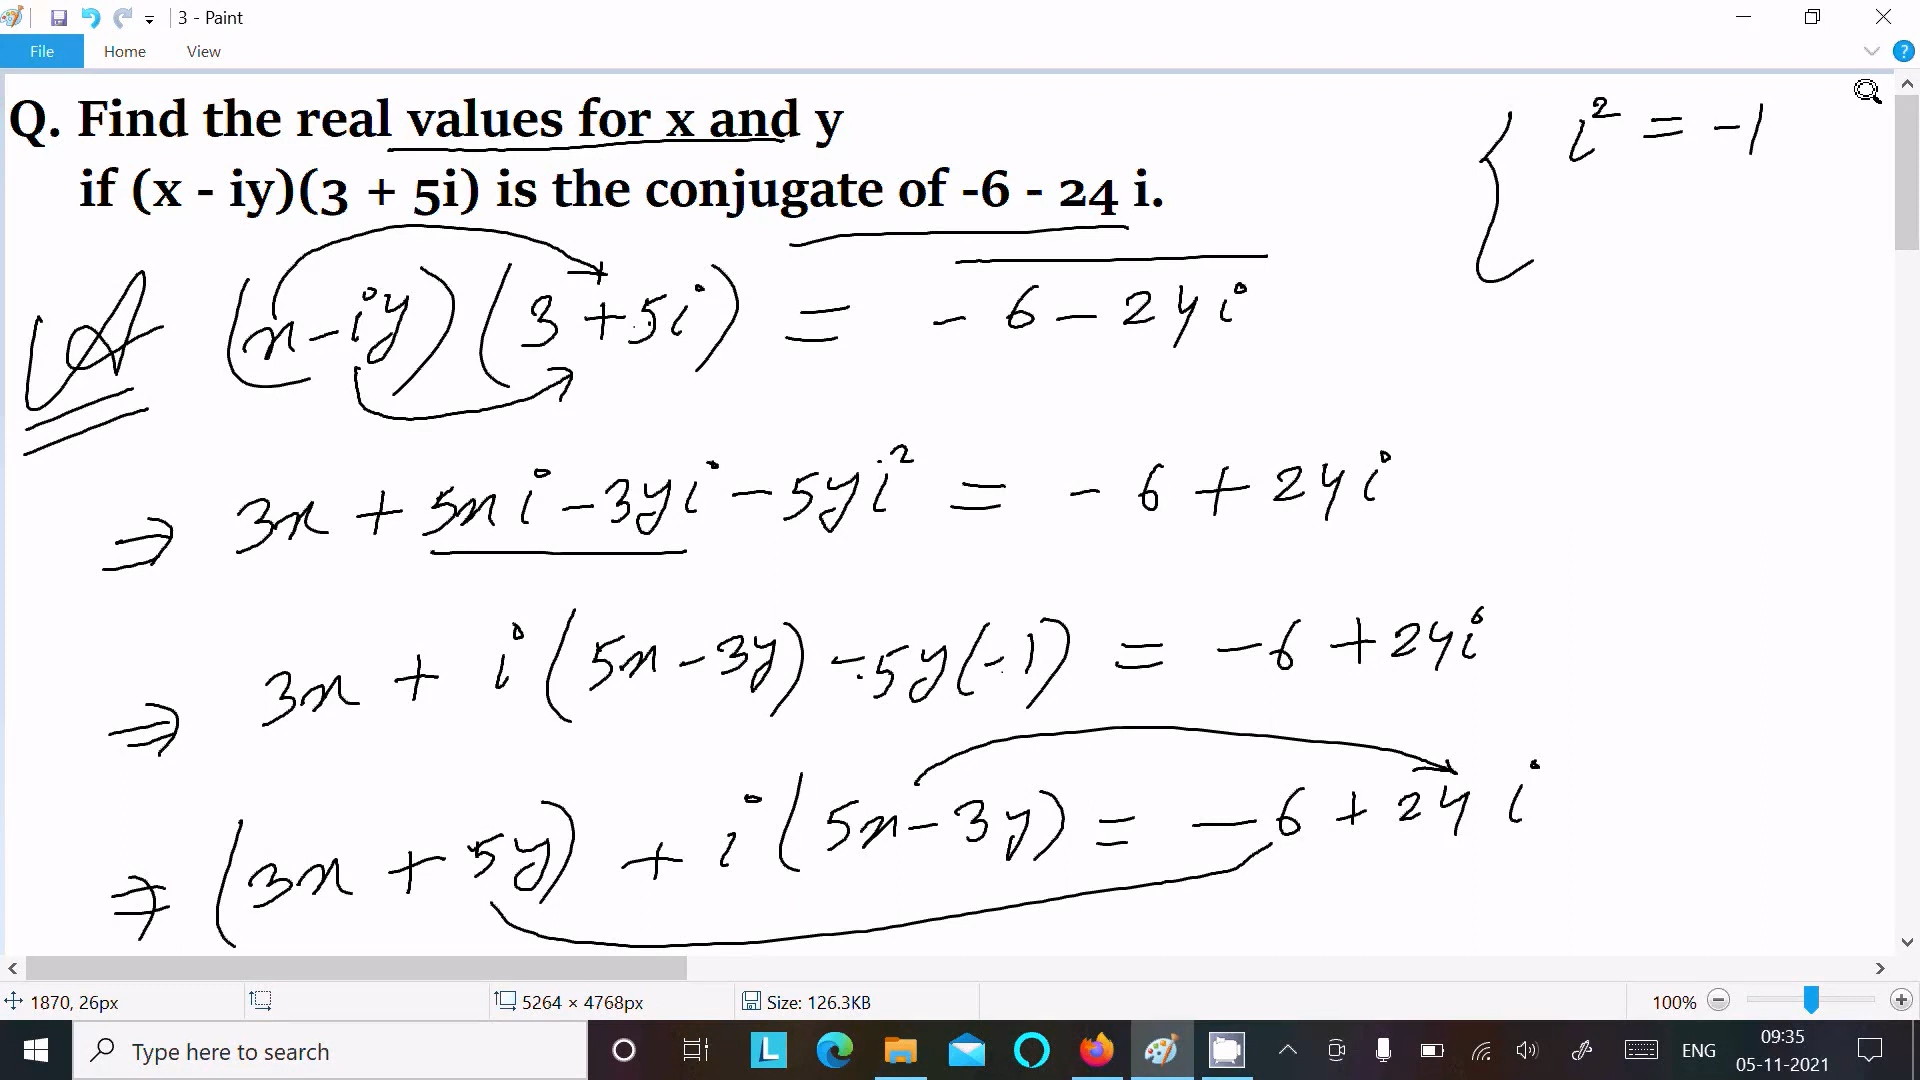 3 - Paint
File Home View
Q. Find the real values for x and y
if (x - iy)(3 + 5i) is the conjugate of -6 - 24 i.
i² = -1
(x - iy) (3 + 5i) = - 6 - 24i
⇒ 3x + 5xi - 3yi - 5yi² = - 6 + 24i
⇒ 3x + i (5x - 3y) - 5y(-1) = - 6 + 24i
⇒ (3x + 5y) + i (5x - 3y) = - 6 + 24 i
1870, 26px 5264 × 4768px Size: 126.3KB 100%
Type here to search
L
ENG
09:35
05-11-2021